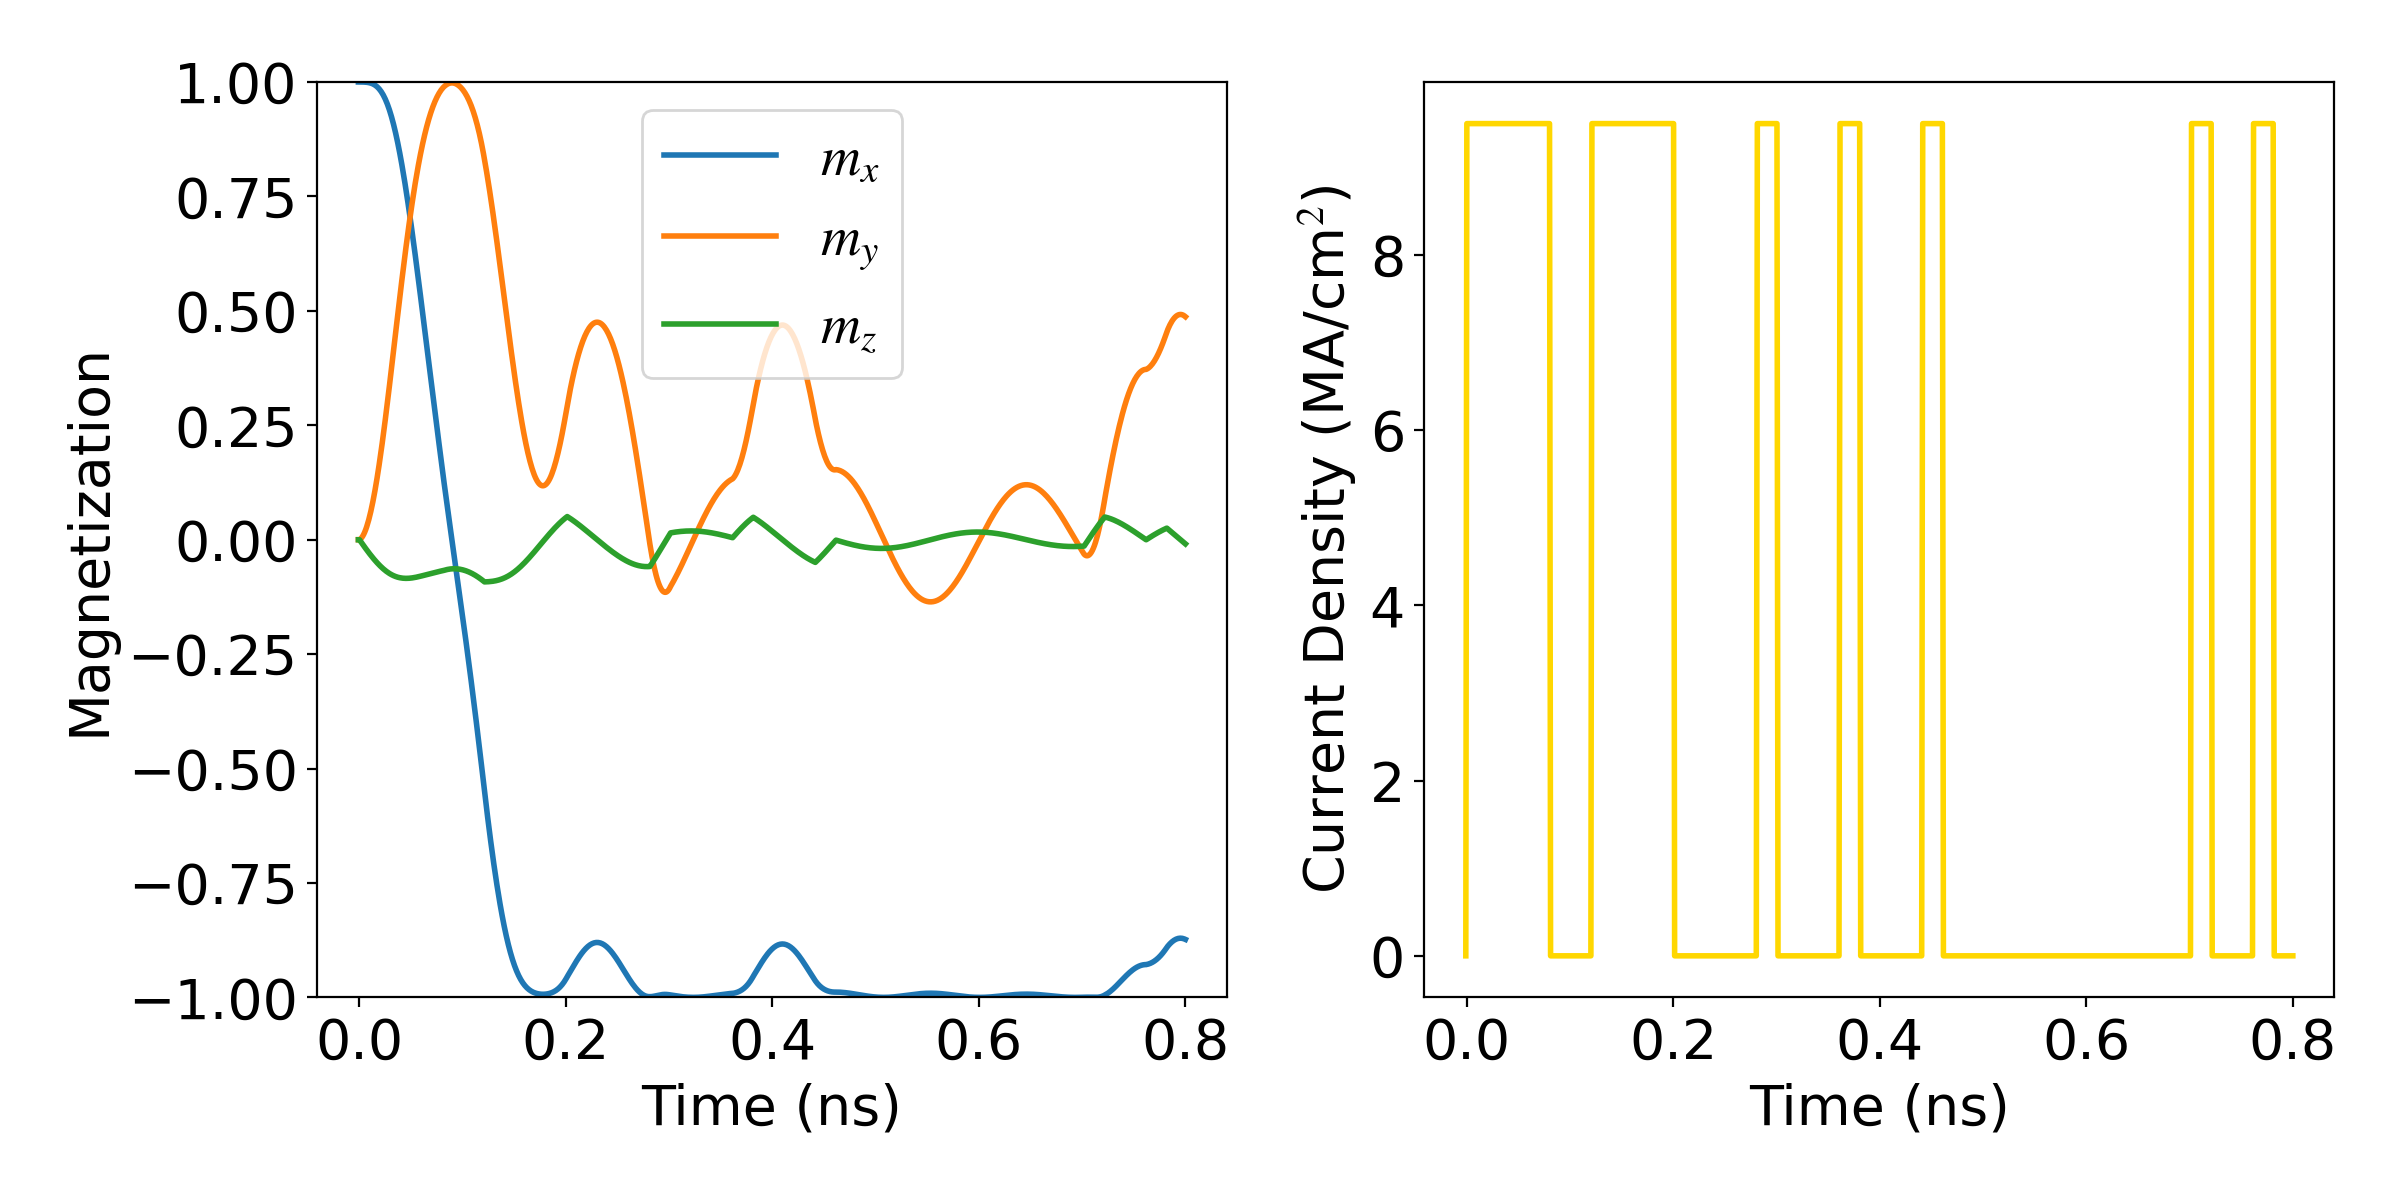 Magnetization
1.00
0.75
0.50
0.25
0.00
−0.25
−0.50
−0.75
−1.00
0.0 0.2 0.4 0.6 0.8
Time (ns)
mₓ
m_y
m_z
Current Density (MA/cm²)
8
6
4
2
0
0.0 0.2 0.4 0.6 0.8
Time (ns)